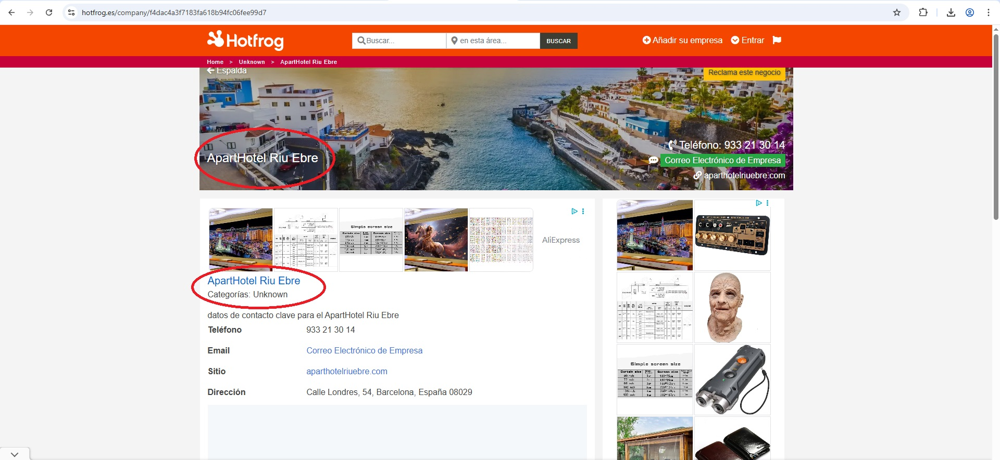 hotfrog.es/company/f4dac4a3f7183fa618b94fc06fee99d7
Hotfrog
Buscar...
en esta área...
BUSCAR
Añadir su empresa
Entrar
Home > Unknown > ApartHotel Riu Ebre
Espalda
Reclama este negocio
ApartHotel Riu Ebre
Teléfono: 933 21 30 14
Correo Electrónico de Empresa
aparthotelriuebre.com
Simple screen size
AliExpress
ApartHotel Riu Ebre
Categorías: Unknown
datos de contacto clave para el ApartHotel Riu Ebre
Teléfono 933 21 30 14
Email Correo Electrónico de Empresa
Sitio aparthotelriuebre.com
Dirección Calle Londres, 54, Barcelona, España 08029
Simple screen size
Curtain size Screen size